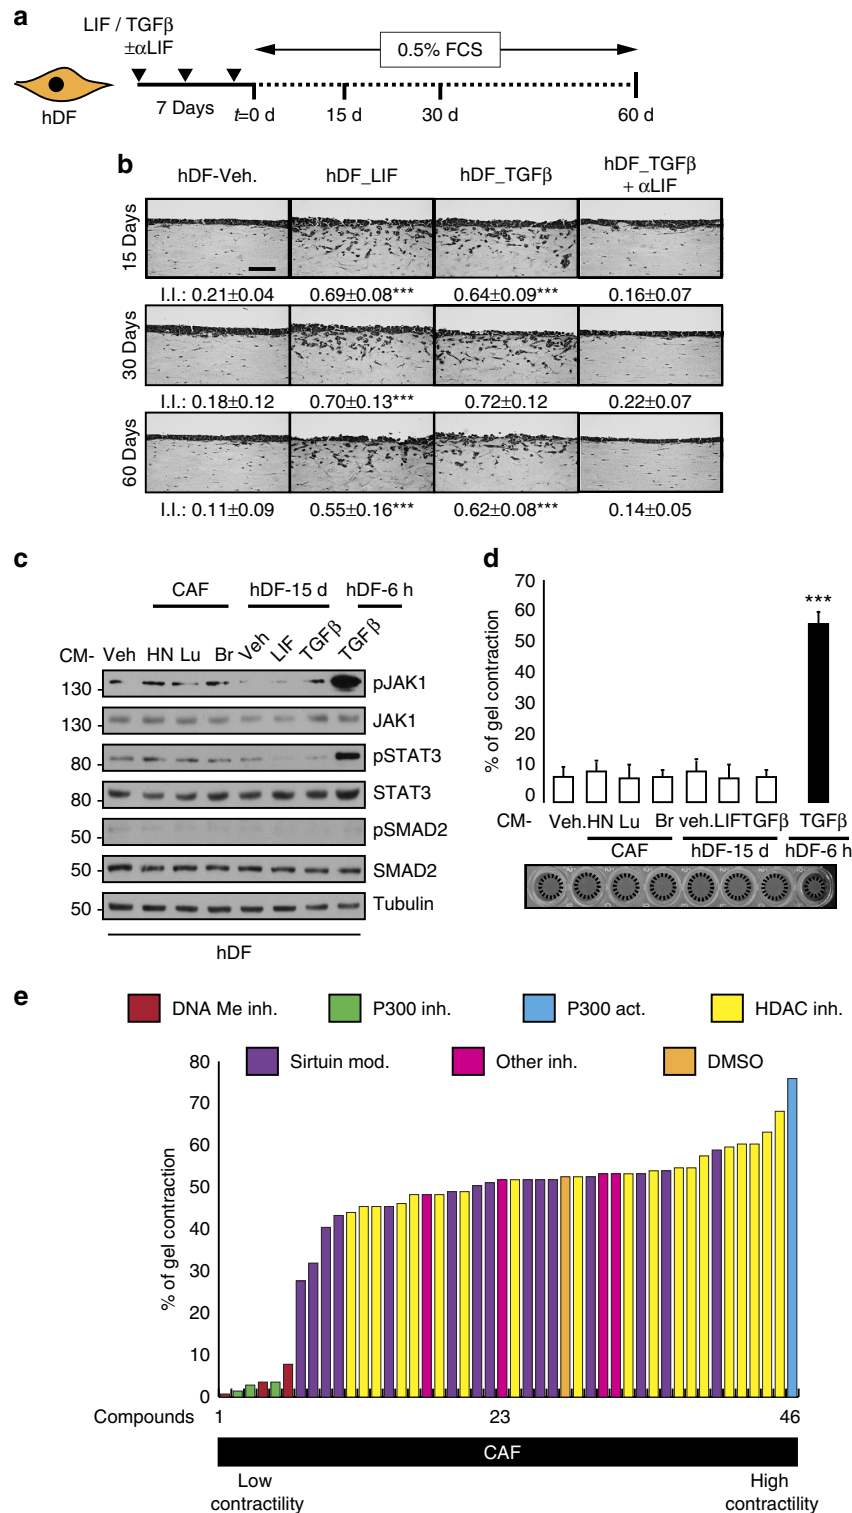 a
LIF / TGFβ
±αLIF
0.5% FCS
hDF
7 Days
t=0 d
15 d
30 d
60 d
b
hDF-Veh.
hDF_LIF
hDF_TGFβ
hDF_TGFβ
+ αLIF
15 Days
I.I.: 0.21±0.04
0.69±0.08***
0.64±0.09***
0.16±0.07
30 Days
I.I.: 0.18±0.12
0.70±0.13***
0.72±0.12
0.22±0.07
60 Days
I.I.: 0.11±0.09
0.55±0.16***
0.62±0.08***
0.14±0.05
c
CAF
hDF-15 d
hDF-6 h
CM-
Veh
HN
Lu
Br
Veh
LIF
TGFβ
TGFβ
130
pJAK1
130
JAK1
80
pSTAT3
80
STAT3
50
pSMAD2
50
SMAD2
50
Tubulin
hDF
d
% of gel contraction
70
60
50
40
30
20
10
0
***
CM-
Veh.
HN
Lu
Br
veh.
LIF
TGFβ
TGFβ
CAF
hDF-15 d
hDF-6 h
e
DNA Me inh.
P300 inh.
P300 act.
HDAC inh.
Sirtuin mod.
Other inh.
DMSO
% of gel contraction
80
70
60
50
40
30
20
10
0
Compounds
1
23
46
CAF
Low
contractility
High
contractility